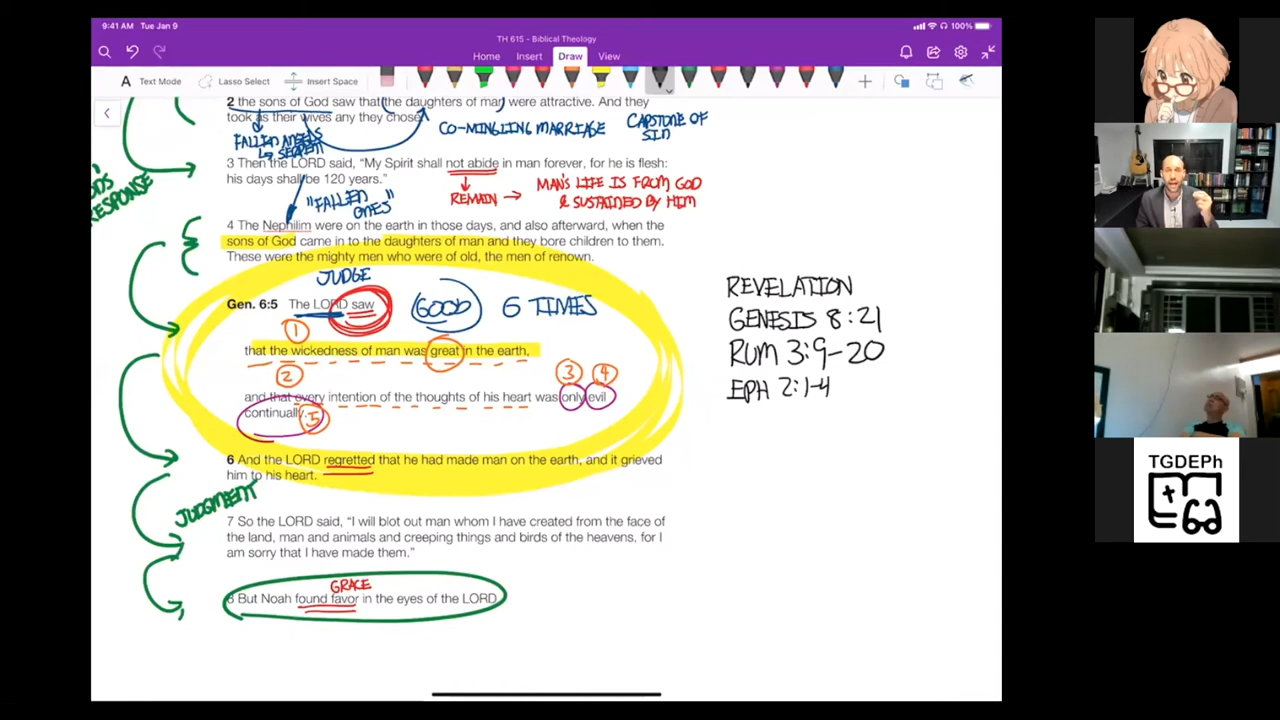 9:41 AM Tue Jan 9
100%
TH 615 - Biblical Theology
Home Insert Draw View
Text Mode Lasso Select Insert Space
2 the sons of God saw that the daughters of man were attractive. And they
took as their wives any they chose.
FALLEN ANGELS
↳ SERPENT
CO-MINGLING MARRIAGE
CAPSTONE OF
SIN
3 Then the LORD said, “My Spirit shall not abide in man forever, for he is flesh:
his days shall be 120 years.”
RESPONSE
REMAIN → MAN'S LIFE IS FROM GOD
& SUSTAINED BY HIM
"FALLEN
ONES"
4 The Nephilim were on the earth in those days, and also afterward, when the
sons of God came in to the daughters of man and they bore children to them.
These were the mighty men who were of old, the men of renown.
JUDGE
Gen. 6:5 The LORD saw
GOOD 6 TIMES
1
that the wickedness of man was great in the earth,
2 3 4
and that every intention of the thoughts of his heart was only evil
continually. 5
6 And the LORD regretted that he had made man on the earth, and it grieved
him to his heart.
JUDGMENT
7 So the LORD said, “I will blot out man whom I have created from the face of
the land, man and animals and creeping things and birds of the heavens, for I
am sorry that I have made them.”
GRACE
8 But Noah found favor in the eyes of the LORD.
REVELATION
GENESIS 8:21
ROM 3:9-20
EPH 2:1-4
TGDEPh